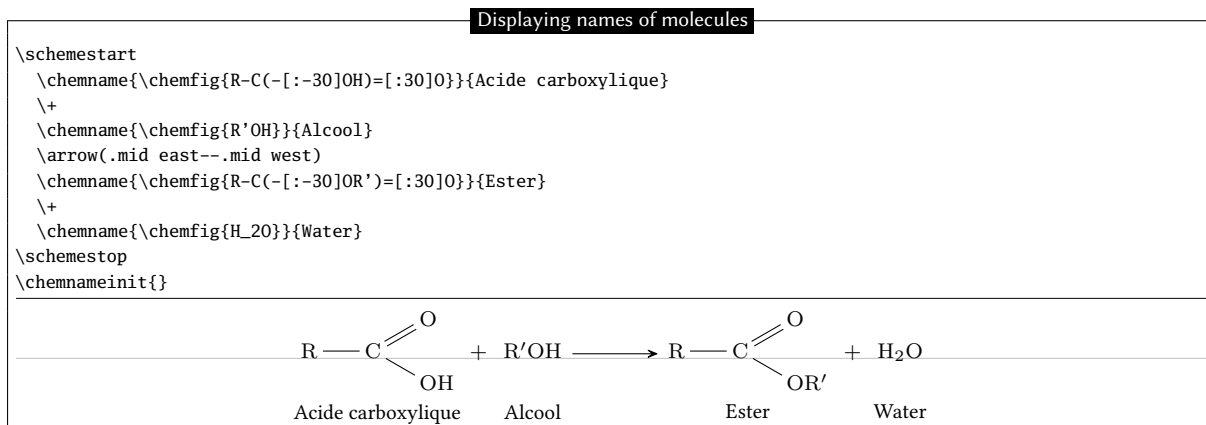 Displaying names of molecules
\schemestart
\chemname{\chemfig{R-C(-[:-30]OH)=[:30]O}}{Acide carboxylique}
\+
\chemname{\chemfig{R’OH}}{Alcool}
\arrow(.mid east--.mid west)
\chemname{\chemfig{R-C(-[:-30]OR’)=[:30]O}}{Ester}
\+
\chemname{\chemfig{H_2O}}{Water}
\schemestop
\chemnameinit{}
O O
R C + R′OH R C + H₂O
OH OR′
Acide carboxylique Alcool Ester Water